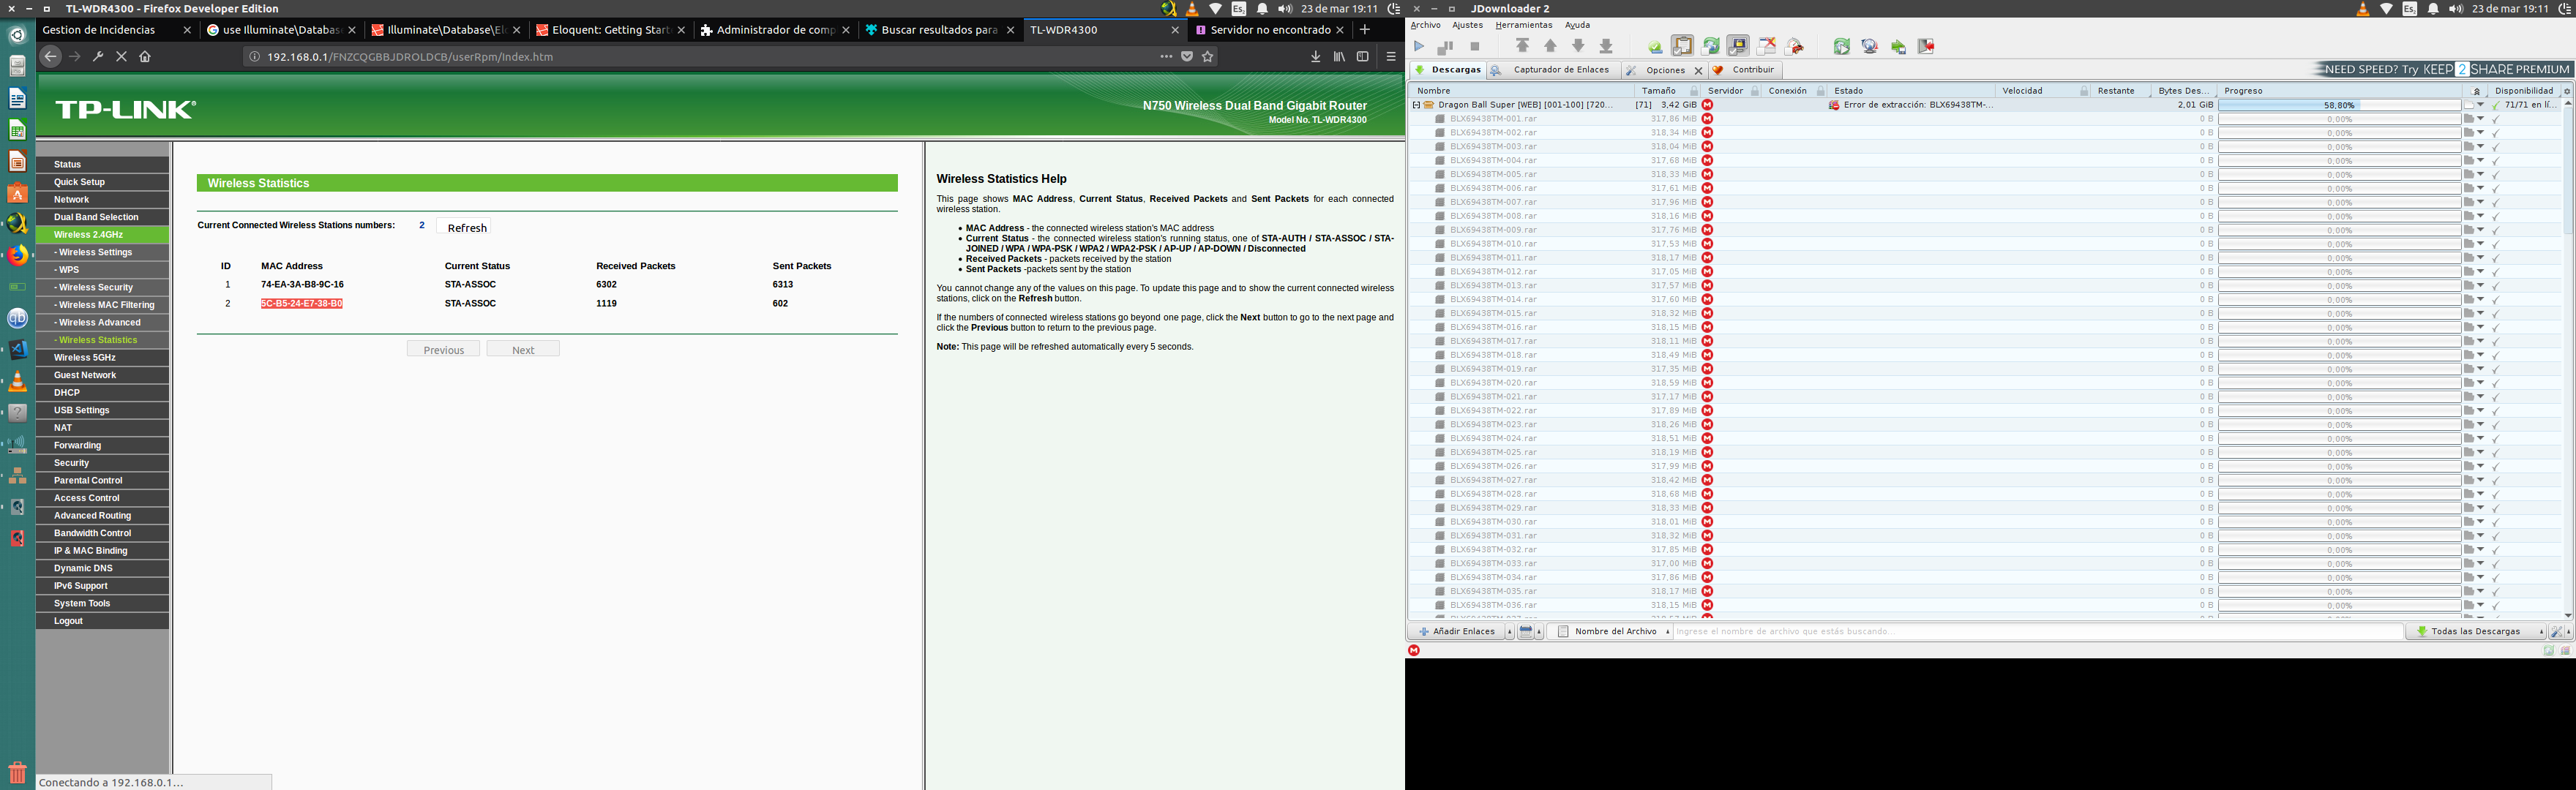 TL-WDR4300 - Firefox Developer Edition
Es2
23 de mar 19:11
Gestion de Incidencias
use Illuminate\Databas
Illuminate\Database\El
Eloquent: Getting Start
Administrador de comp
Buscar resultados para
TL-WDR4300
Servidor no encontrado
192.168.0.1/FNZCQGBBJDROLDCB/userRpm/Index.htm
TP-LINK®
N750 Wireless Dual Band Gigabit Router
Model No. TL-WDR4300
Status
Quick Setup
Network
Dual Band Selection
Wireless 2.4GHz
- Wireless Settings
- WPS
- Wireless Security
- Wireless MAC Filtering
- Wireless Advanced
- Wireless Statistics
Wireless 5GHz
Guest Network
DHCP
USB Settings
NAT
Forwarding
Security
Parental Control
Access Control
Advanced Routing
Bandwidth Control
IP & MAC Binding
Dynamic DNS
IPv6 Support
System Tools
Logout
Wireless Statistics
Current Connected Wireless Stations numbers: 2 Refresh
ID MAC Address Current Status Received Packets Sent Packets
1 74-EA-3A-B8-9C-16 STA-ASSOC 6302 6313
2 5C-B5-24-E7-38-B0 STA-ASSOC 1119 602
Previous Next
Wireless Statistics Help
This page shows MAC Address, Current Status, Received Packets and Sent Packets for each connected
wireless station.
• MAC Address - the connected wireless station's MAC address
• Current Status - the connected wireless station's running status, one of STA-AUTH / STA-ASSOC / STA-
JOINED / WPA / WPA-PSK / WPA2 / WPA2-PSK / AP-UP / AP-DOWN / Disconnected
• Received Packets - packets received by the station
• Sent Packets -packets sent by the station
You cannot change any of the values on this page. To update this page and to show the current connected wireless
stations, click on the Refresh button.
If the numbers of connected wireless stations go beyond one page, click the Next button to go to the next page and
click the Previous button to return to the previous page.
Note: This page will be refreshed automatically every 5 seconds.
Conectando a 192.168.0.1...
JDownloader 2
Es2
23 de mar 19:11
Archivo Ajustes Herramientas Ayuda
Descargas Capturador de Enlaces Opciones Contribuir
NEED SPEED? Try KEEP 2 SHARE PREMIUM
Nombre Tamaño Servidor Conexión Estado Velocidad Restante Bytes Des... Progreso Disponibilidad
Dragon Ball Super [WEB] [001-100] [720... [71] 3,42 GiB Error de extracción: BLX69438TM-... 2,01 GiB 58,80% 71/71 en lí...
BLX69438TM-001.rar 317,86 MiB 0 B 0,00%
BLX69438TM-002.rar 318,34 MiB 0 B 0,00%
BLX69438TM-003.rar 318,04 MiB 0 B 0,00%
BLX69438TM-004.rar 317,68 MiB 0 B 0,00%
BLX69438TM-005.rar 318,33 MiB 0 B 0,00%
BLX69438TM-006.rar 317,61 MiB 0 B 0,00%
BLX69438TM-007.rar 317,96 MiB 0 B 0,00%
BLX69438TM-008.rar 318,16 MiB 0 B 0,00%
BLX69438TM-009.rar 317,76 MiB 0 B 0,00%
BLX69438TM-010.rar 317,53 MiB 0 B 0,00%
BLX69438TM-011.rar 318,17 MiB 0 B 0,00%
BLX69438TM-012.rar 317,05 MiB 0 B 0,00%
BLX69438TM-013.rar 317,57 MiB 0 B 0,00%
BLX69438TM-014.rar 317,60 MiB 0 B 0,00%
BLX69438TM-015.rar 318,32 MiB 0 B 0,00%
BLX69438TM-016.rar 318,15 MiB 0 B 0,00%
BLX69438TM-017.rar 318,11 MiB 0 B 0,00%
BLX69438TM-018.rar 318,49 MiB 0 B 0,00%
BLX69438TM-019.rar 317,35 MiB 0 B 0,00%
BLX69438TM-020.rar 318,59 MiB 0 B 0,00%
BLX69438TM-021.rar 317,17 MiB 0 B 0,00%
BLX69438TM-022.rar 317,89 MiB 0 B 0,00%
BLX69438TM-023.rar 318,26 MiB 0 B 0,00%
BLX69438TM-024.rar 318,51 MiB 0 B 0,00%
BLX69438TM-025.rar 318,19 MiB 0 B 0,00%
BLX69438TM-026.rar 317,99 MiB 0 B 0,00%
BLX69438TM-027.rar 318,42 MiB 0 B 0,00%
BLX69438TM-028.rar 318,68 MiB 0 B 0,00%
BLX69438TM-029.rar 318,33 MiB 0 B 0,00%
BLX69438TM-030.rar 318,01 MiB 0 B 0,00%
BLX69438TM-031.rar 318,32 MiB 0 B 0,00%
BLX69438TM-032.rar 317,85 MiB 0 B 0,00%
BLX69438TM-033.rar 317,00 MiB 0 B 0,00%
BLX69438TM-034.rar 317,86 MiB 0 B 0,00%
BLX69438TM-035.rar 318,17 MiB 0 B 0,00%
BLX69438TM-036.rar 318,15 MiB 0 B 0,00%
Añadir Enlaces Nombre del Archivo Ingrese el nombre de archivo que estás buscando... Todas las Descargas